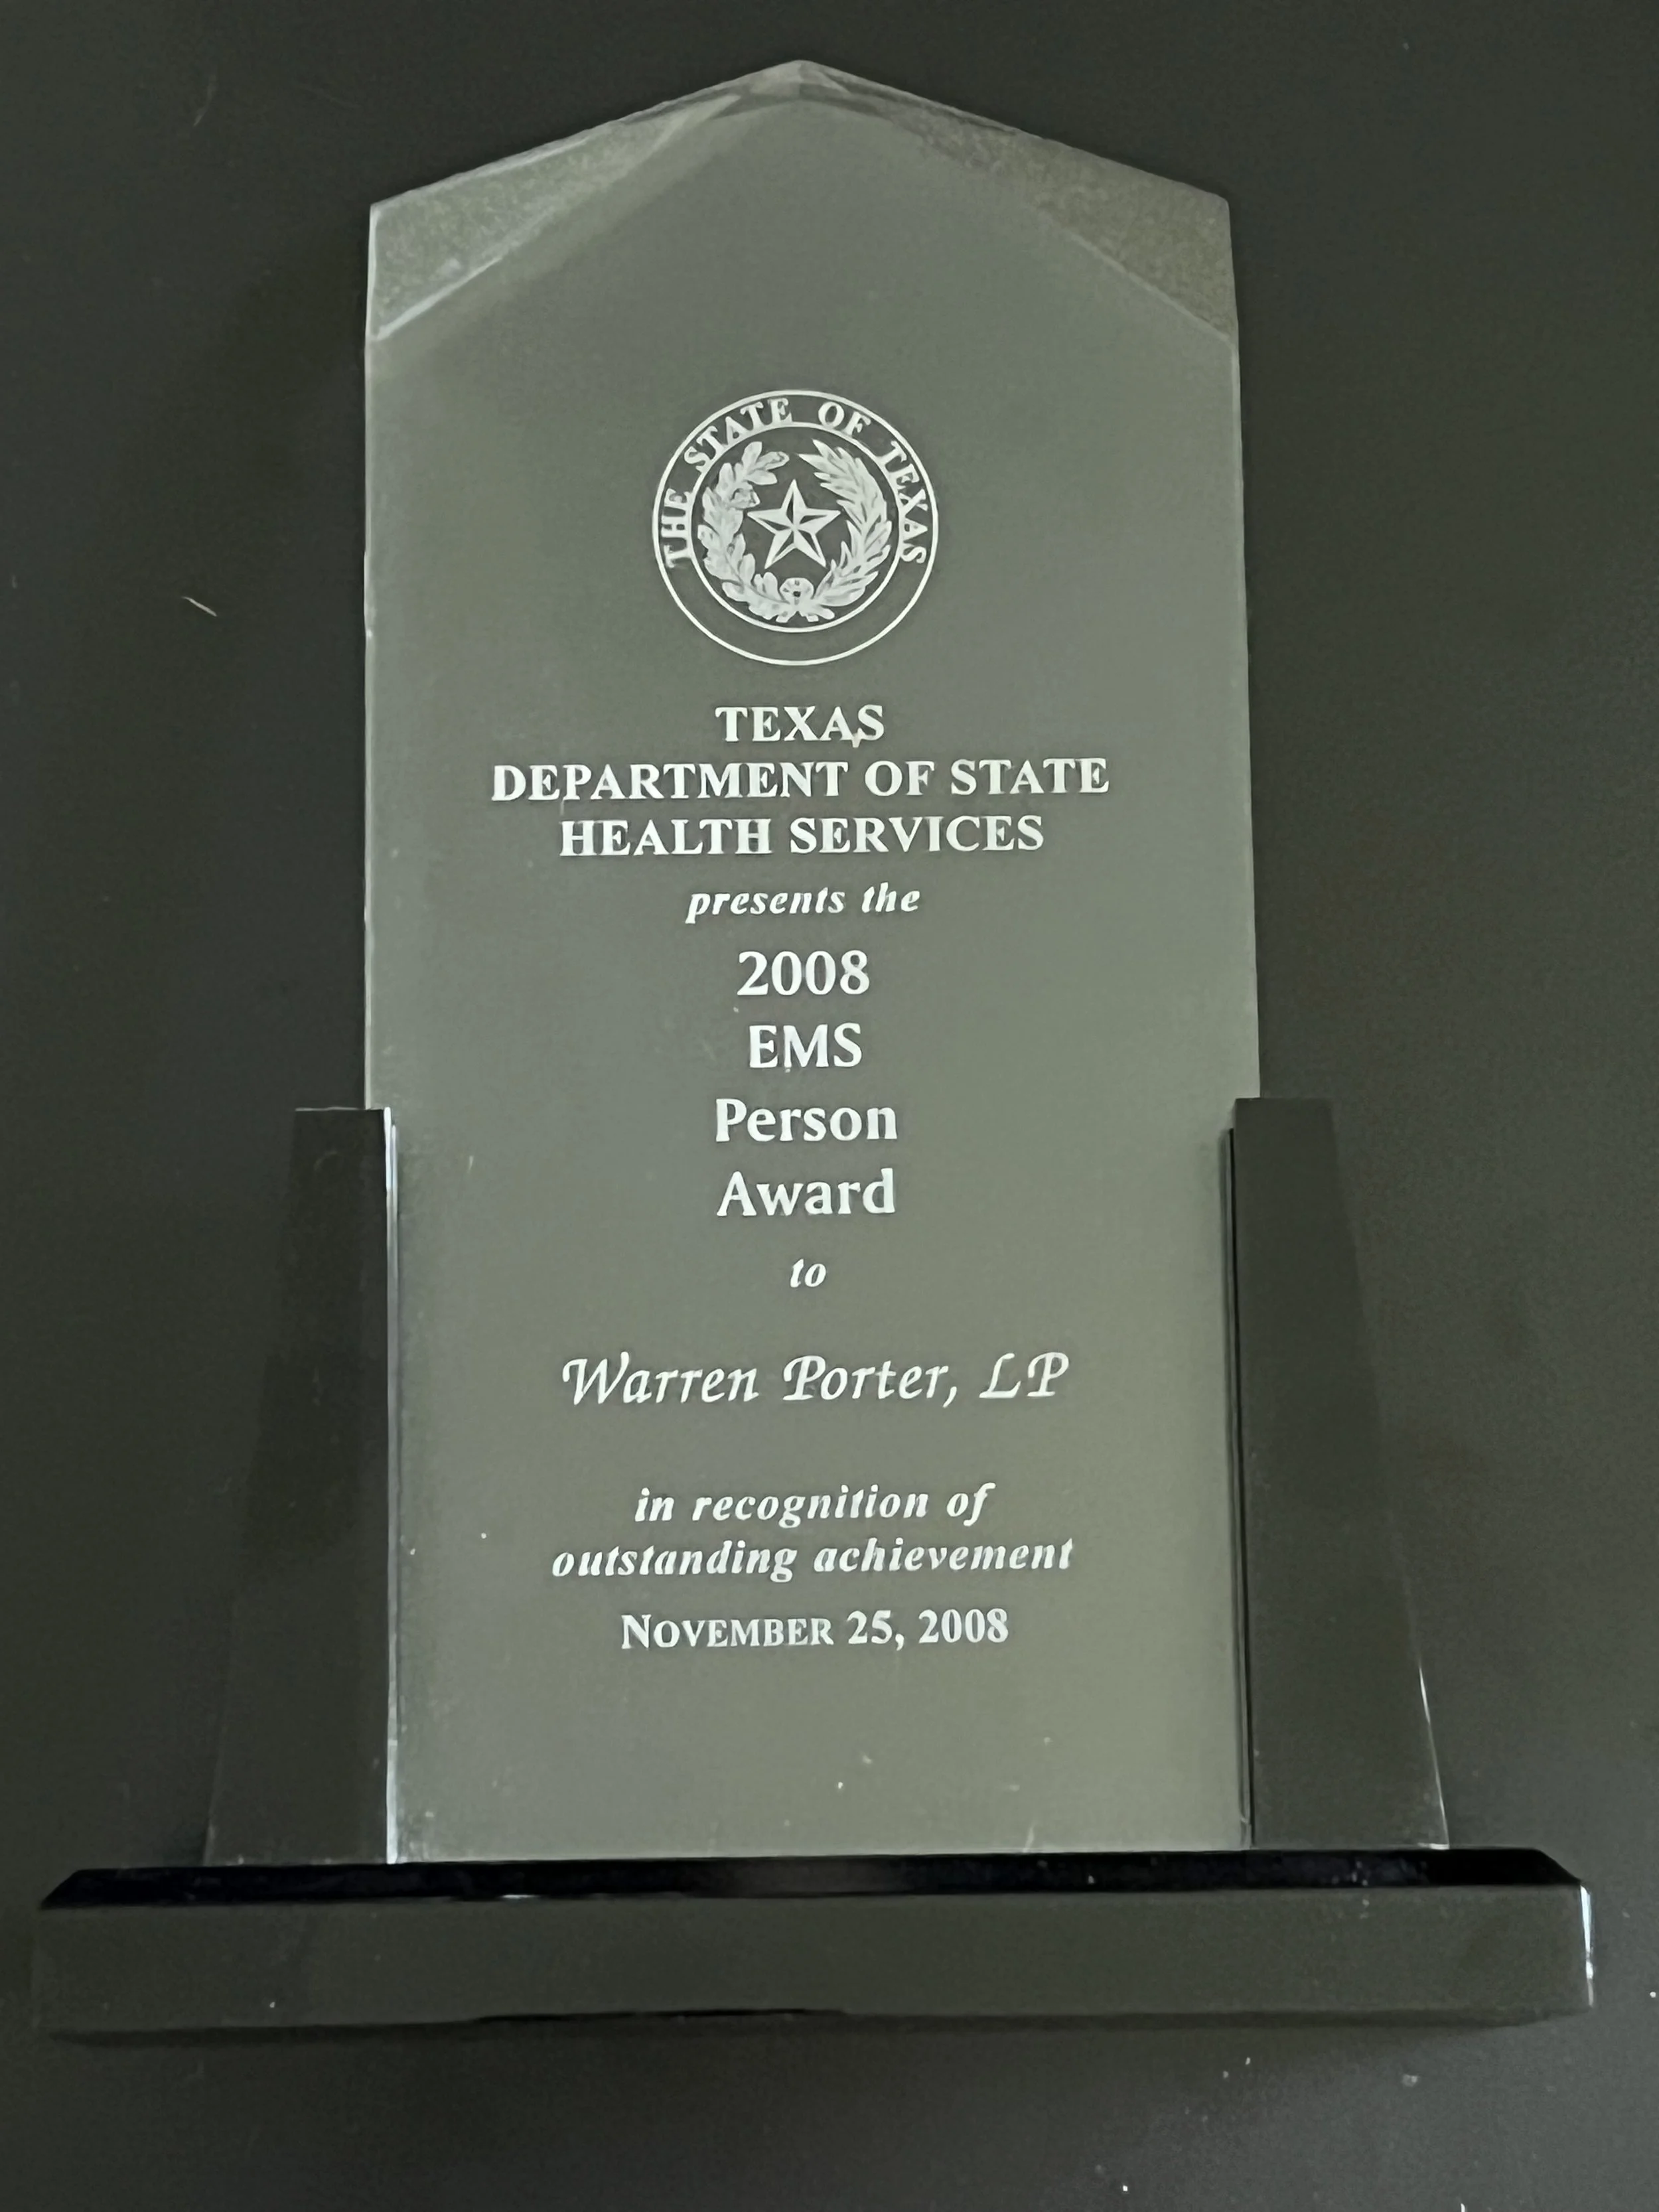 THE STATE OF TEXAS
TEXAS
DEPARTMENT OF STATE
HEALTH SERVICES
presents the
2008
EMS
Person
Award
to
Warren Porter, LP
in recognition of
outstanding achievement
NOVEMBER 25, 2008